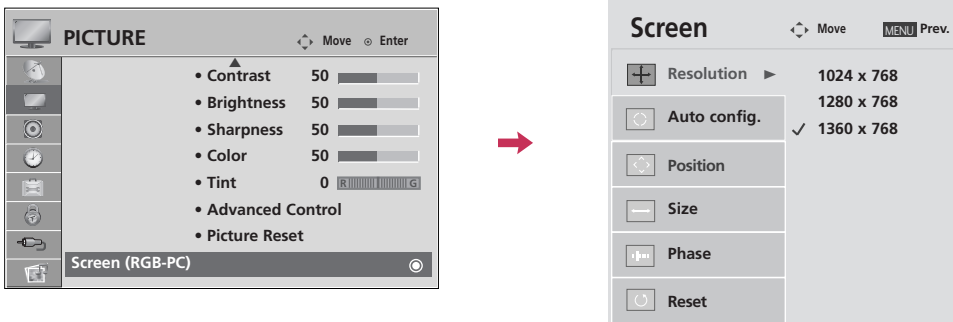 PICTURE
Move ⊙ Enter
• Contrast 50
• Brightness 50
• Sharpness 50
• Color 50
• Tint 0 R G
• Advanced Control
• Picture Reset
Screen (RGB-PC)
Screen
Move MENU Prev.
Resolution ►
1024 x 768
1280 x 768
✓ 1360 x 768
Auto config.
Position
Size
Phase
Reset